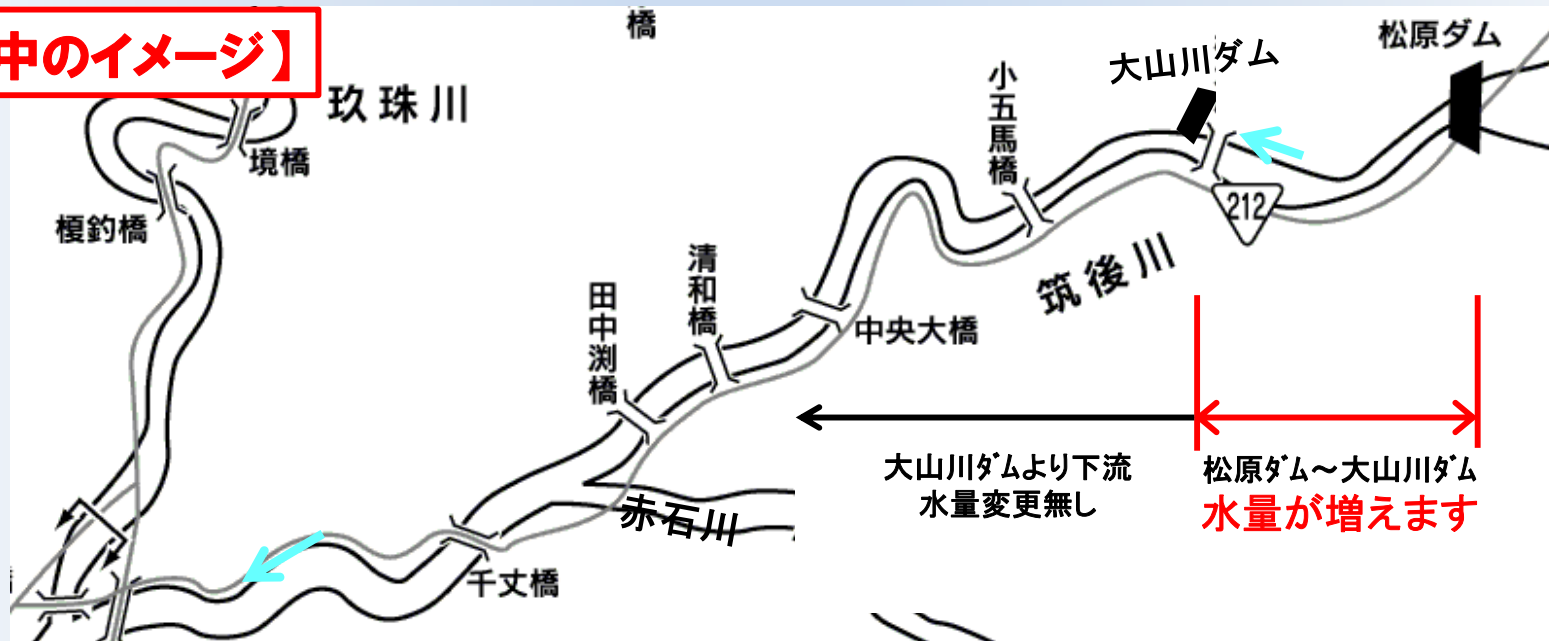 中のイメージ】
橋
松原ダム
大山川ダム
小五馬橋
玖珠川
境橋
榎釣橋
212
筑後川
清和橋
田中渕橋
中央大橋
大山川ダムより下流
水量変更無し
松原ダム～大山川ダム
水量が増えます
赤石川
千丈橋